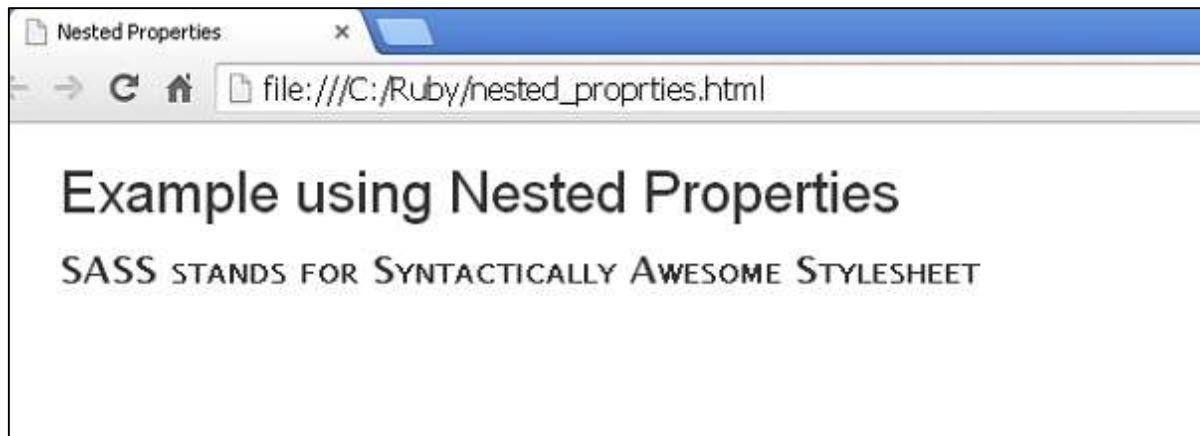 Nested Properties
file:///C:/Ruby/nested_proprties.html
Example using Nested Properties
SASS STANDS FOR SYNTACTICALLY AWESOME STYLESHEET